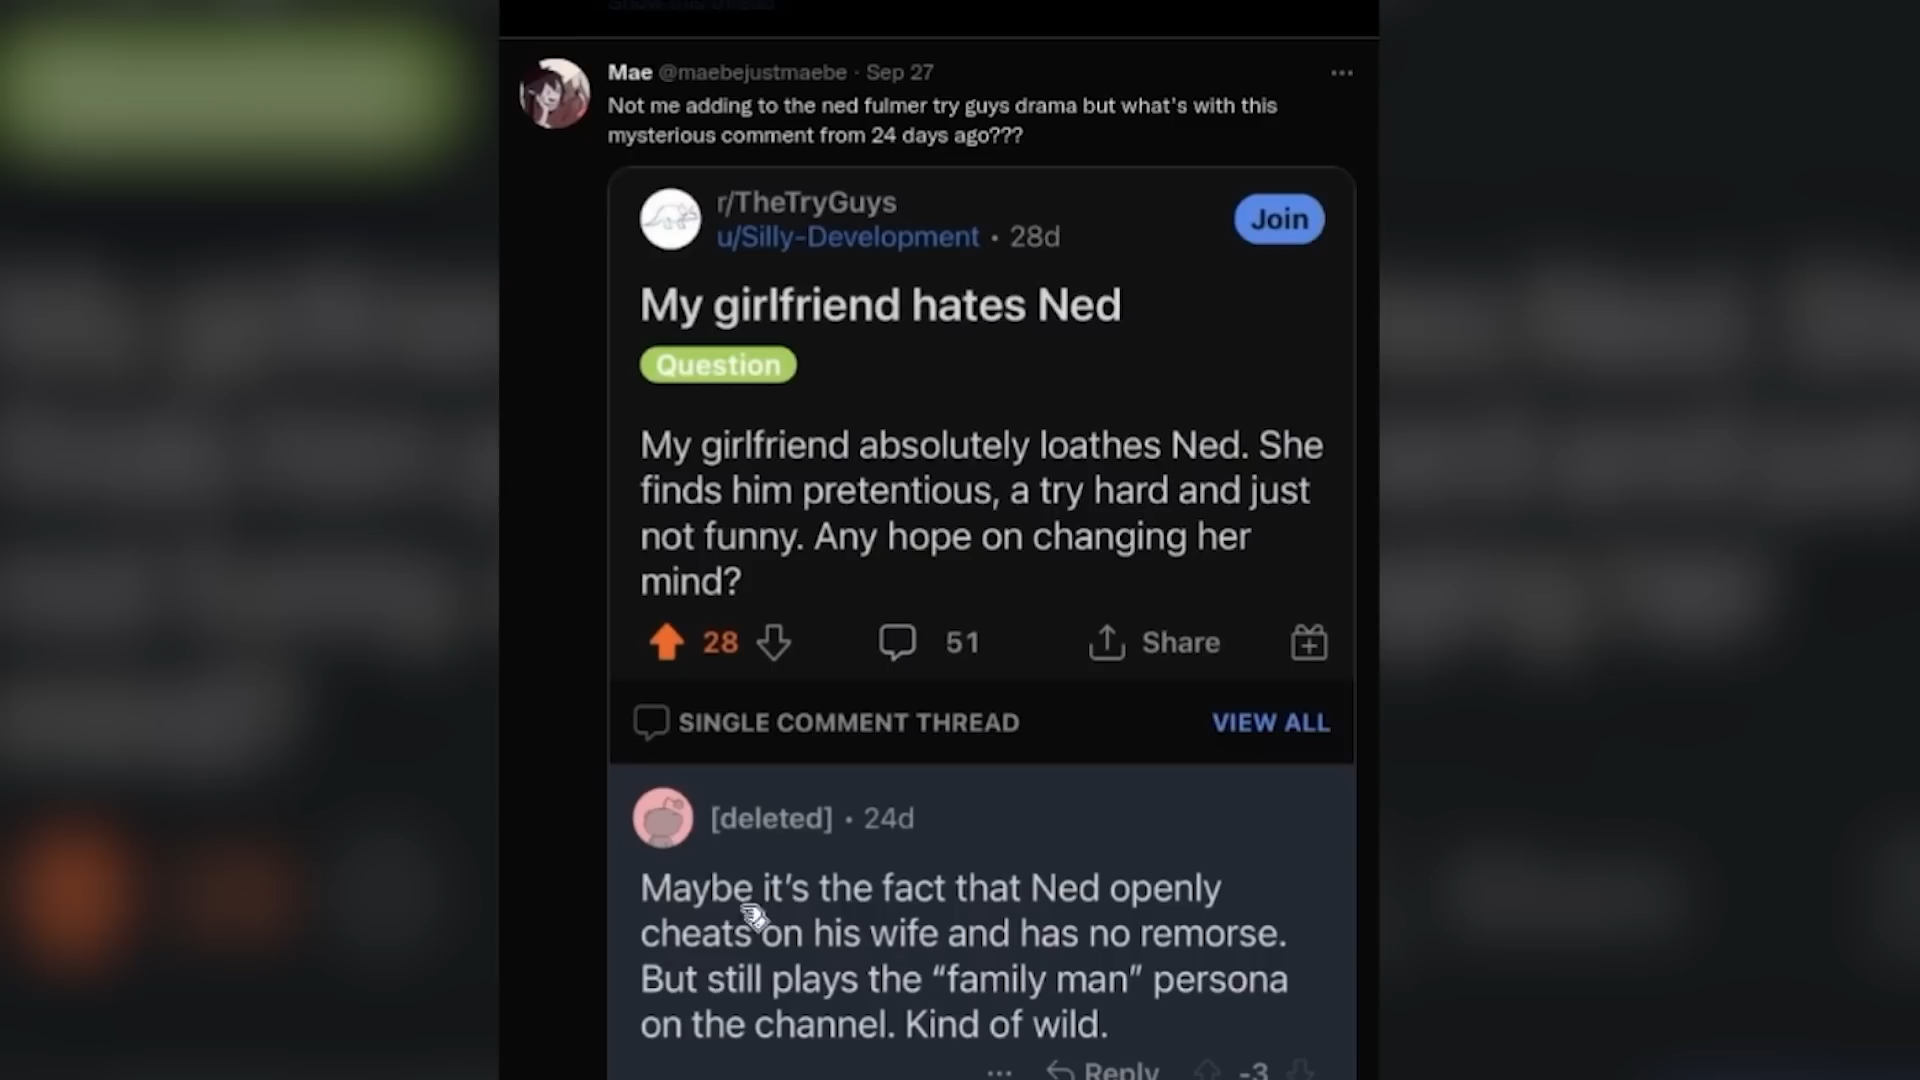 Mae @maebejustmaebe · Sep 27
Not me adding to the ned fulmer try guys drama but what's with this
mysterious comment from 24 days ago???
r/TheTryGuys
u/Silly-Development · 28d
Join
My girlfriend hates Ned
Question
My girlfriend absolutely loathes Ned. She
finds him pretentious, a try hard and just
not funny. Any hope on changing her
mind?
28
51
Share
SINGLE COMMENT THREAD
VIEW ALL
[deleted] · 24d
Maybe it's the fact that Ned openly
cheats on his wife and has no remorse.
But still plays the "family man" persona
on the channel. Kind of wild.
Reply
-3